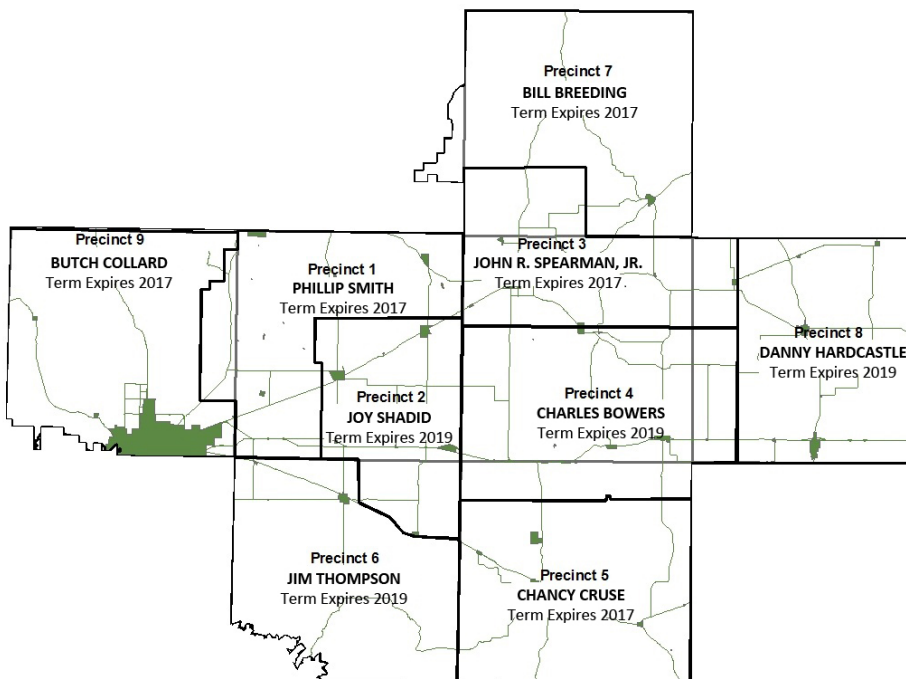 Precinct 7
BILL BREEDING
Term Expires 2017
Precinct 9
BUTCH COLLARD
Term Expires 2017
Precinct 1
PHILLIP SMITH
Term Expires 2017
Precinct 3
JOHN R. SPEARMAN, JR.
Term Expires 2017
Precinct 8
DANNY HARDCASTLE
Term Expires 2019
Precinct 2
JOY SHADID
Term Expires 2019
Precinct 4
CHARLES BOWERS
Term Expires 2019
Precinct 6
JIM THOMPSON
Term Expires 2019
Precinct 5
CHANCY CRUSE
Term Expires 2017